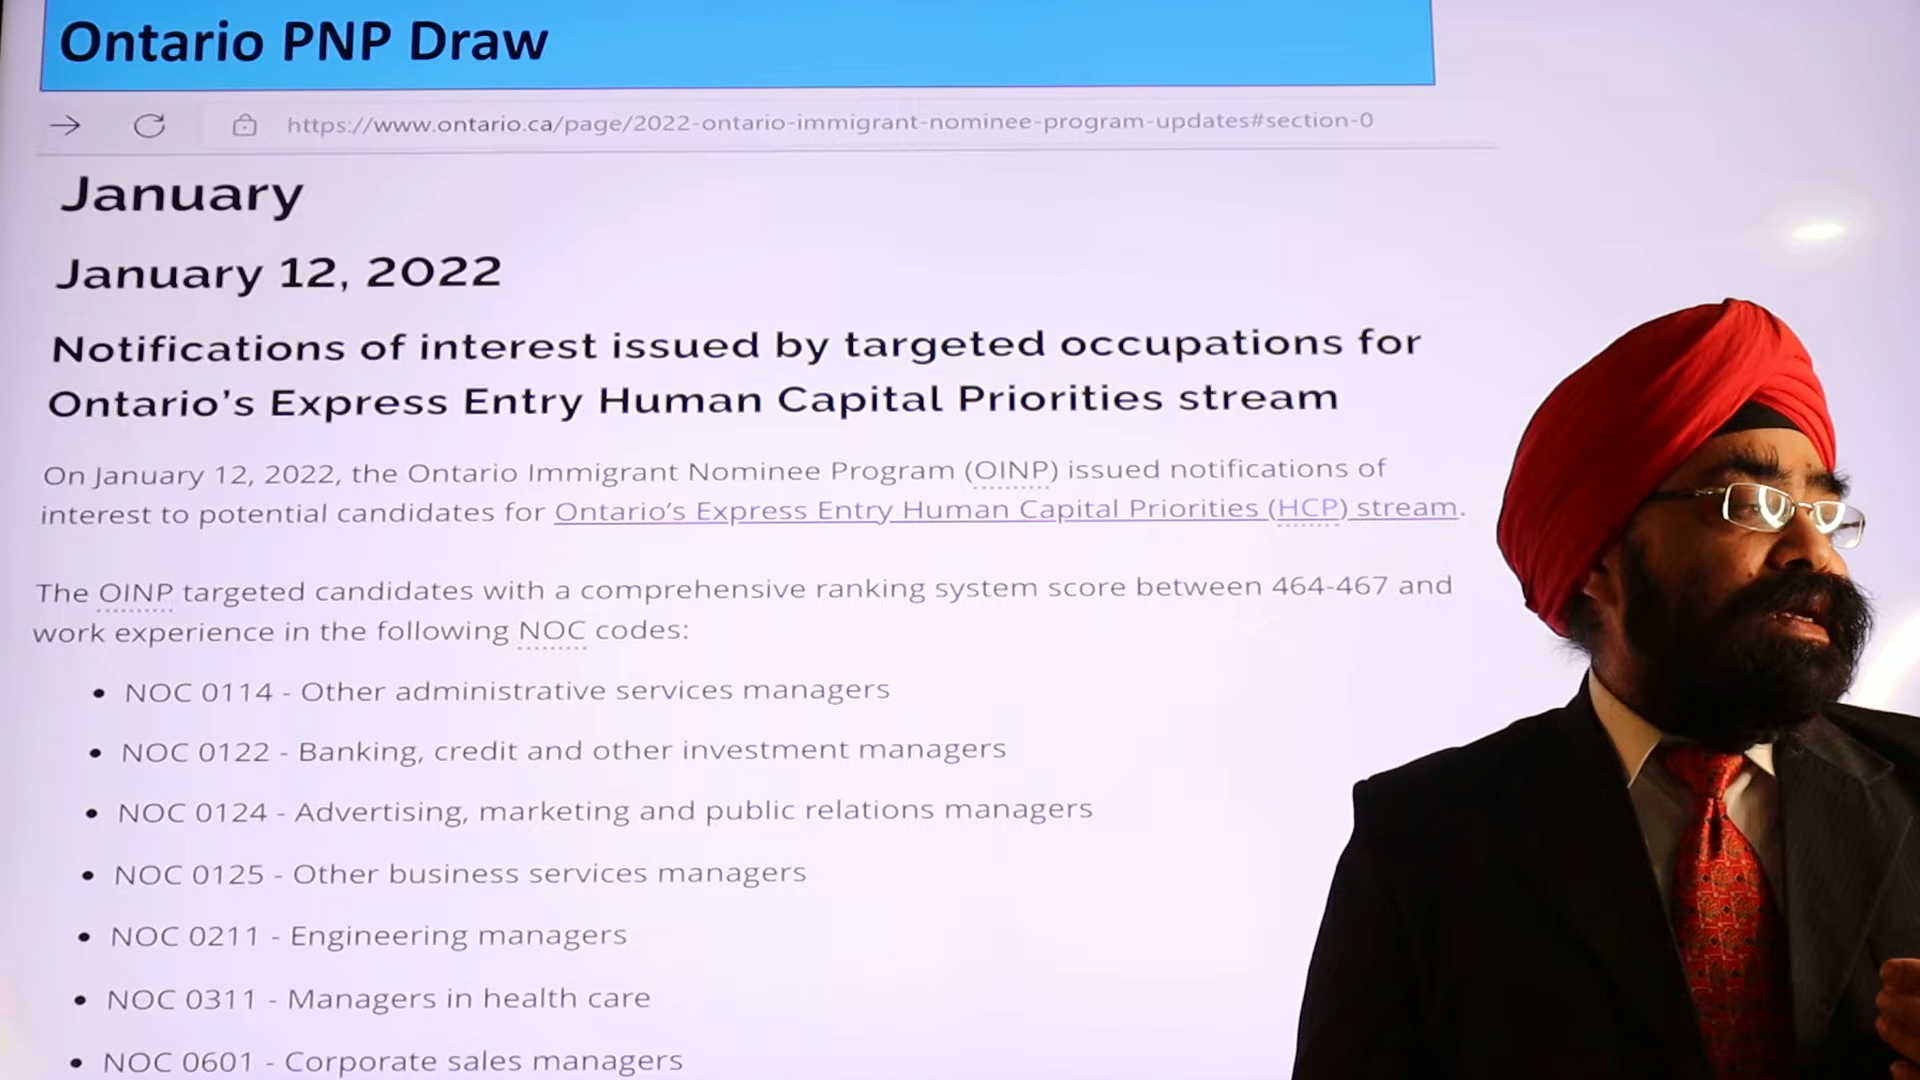 Ontario PNP Draw
https://www.ontario.ca/page/2022-ontario-immigrant-nominee-program-updates#section-0
January
January 12, 2022
Notifications of interest issued by targeted occupations for
Ontario’s Express Entry Human Capital Priorities stream
On January 12, 2022, the Ontario Immigrant Nominee Program (OINP) issued notifications of
interest to potential candidates for Ontario’s Express Entry Human Capital Priorities (HCP) stream.
The OINP targeted candidates with a comprehensive ranking system score between 464-467 and
work experience in the following NOC codes:
• NOC 0114 - Other administrative services managers
• NOC 0122 - Banking, credit and other investment managers
• NOC 0124 - Advertising, marketing and public relations managers
• NOC 0125 - Other business services managers
• NOC 0211 - Engineering managers
• NOC 0311 - Managers in health care
• NOC 0601 - Corporate sales managers